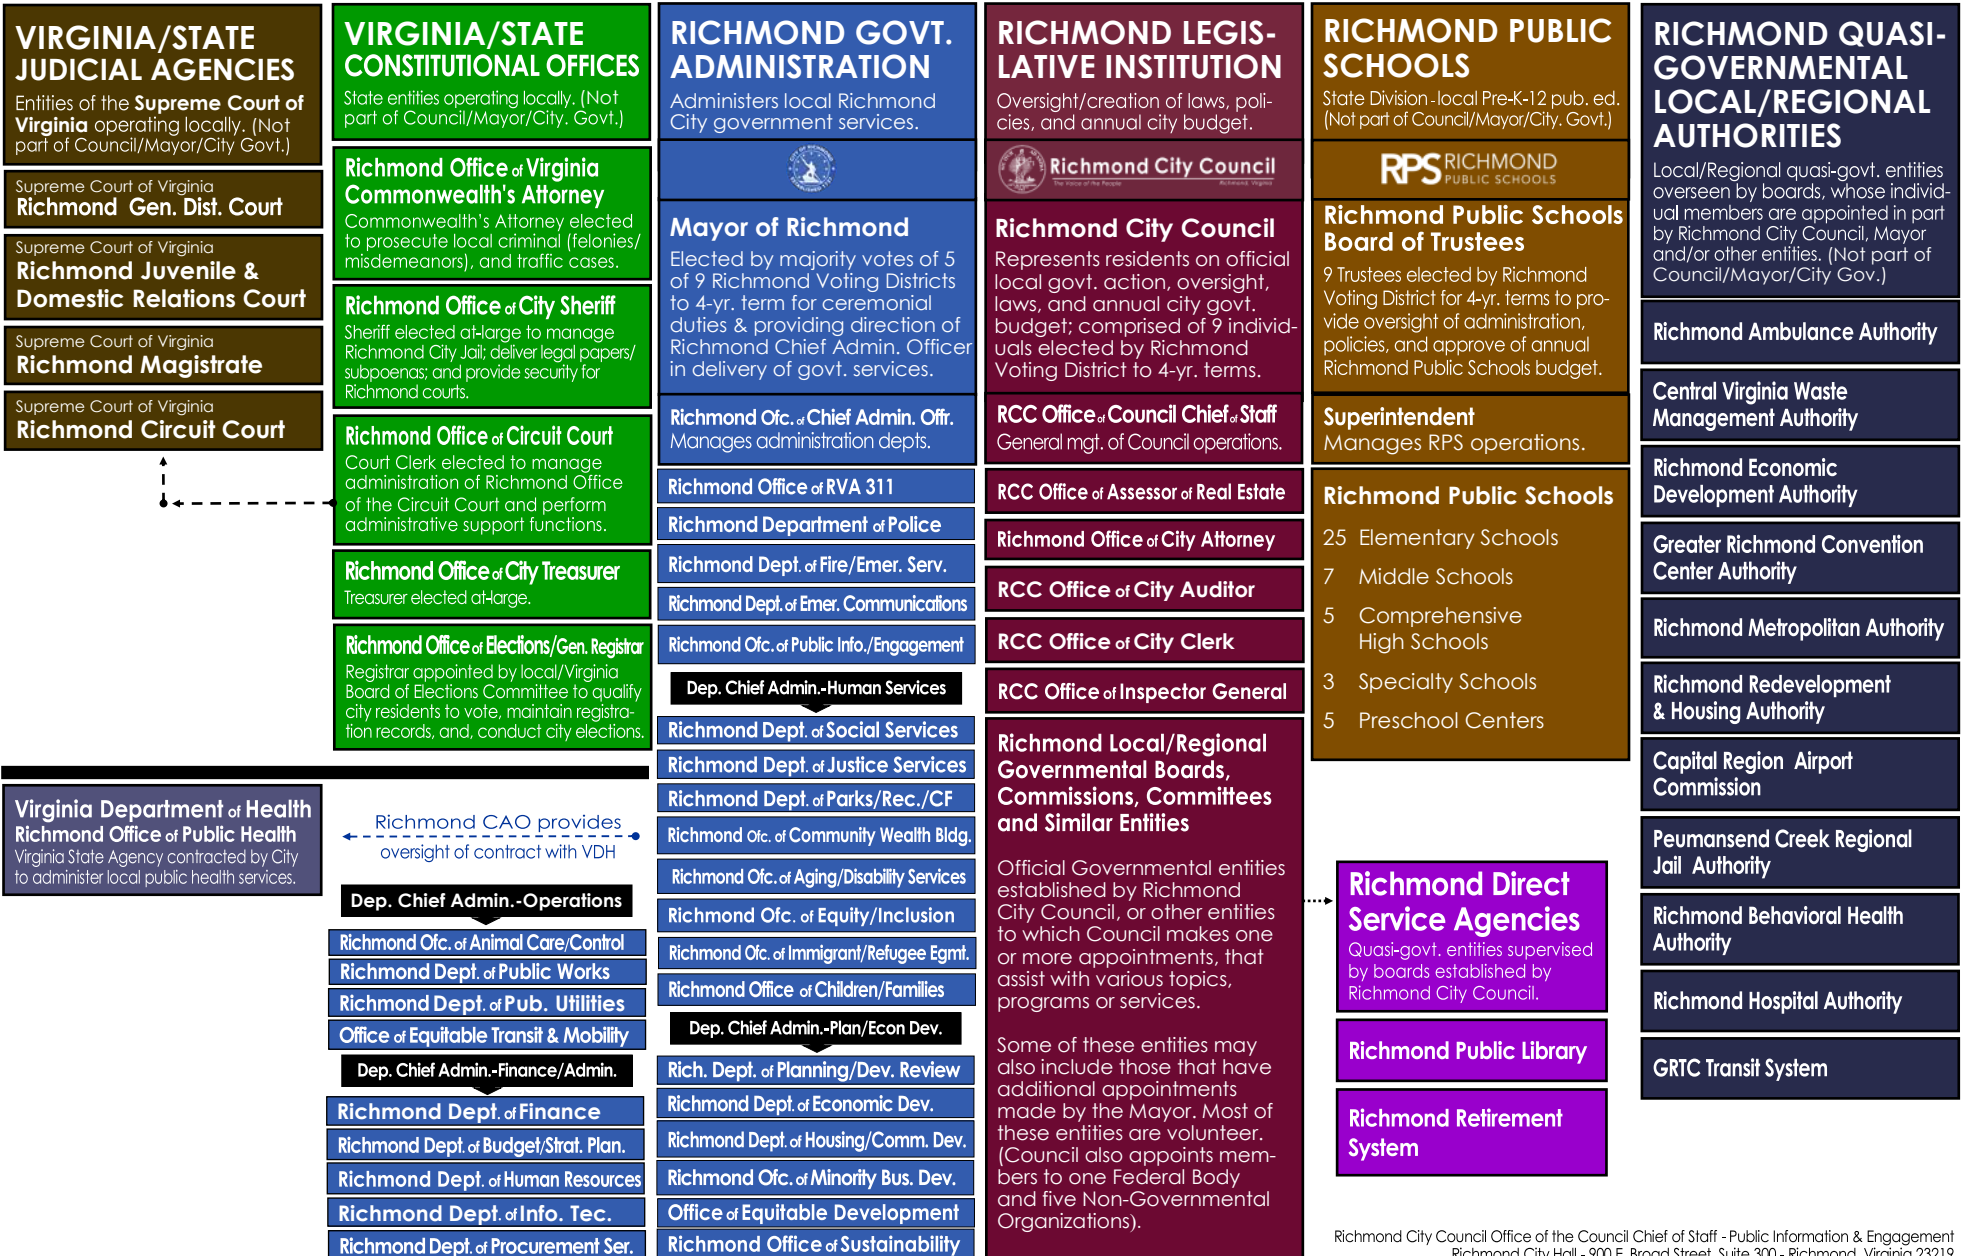 VIRGINIA/STATE
JUDICIAL AGENCIES
Entities of the Supreme Court of
Virginia operating locally. (Not
part of Council/Mayor/City Govt.)
Supreme Court of Virginia
Richmond Gen. Dist. Court
Supreme Court of Virginia
Richmond Juvenile &
Domestic Relations Court
Supreme Court of Virginia
Richmond Magistrate
Supreme Court of Virginia
Richmond Circuit Court
VIRGINIA/STATE
CONSTITUTIONAL OFFICES
State entities operating locally. (Not
part of Council/Mayor/City. Govt.)
Richmond Office of Virginia
Commonwealth's Attorney
Commonwealth's Attorney elected
to prosecute local criminal (felonies/
misdemeanors), and traffic cases.
Richmond Office of City Sheriff
Sheriff elected at-large to manage
Richmond City Jail; deliver legal papers/
subpoenas; and provide security for
Richmond courts.
Richmond Office of Circuit Court
Court Clerk elected to manage
administration of Richmond Office
of the Circuit Court and perform
administrative support functions.
Richmond Office of City Treasurer
Treasurer elected at-large.
Richmond Office of Elections/Gen. Registrar
Registrar appointed by local/Virginia
Board of Elections Committee to qualify
city residents to vote, maintain registra-
tion records, and, conduct city elections.
Virginia Department of Health
Richmond Office of Public Health
Virginia State Agency contracted by City
to administer local public health services.
Richmond CAO provides
oversight of contract with VDH
Dep. Chief Admin.-Operations
Richmond Ofc. of Animal Care/Control
Richmond Dept. of Public Works
Richmond Dept. of Pub. Utilities
Office of Equitable Transit & Mobility
Dep. Chief Admin.-Finance/Admin.
Richmond Dept. of Finance
Richmond Dept. of Budget/Strat. Plan.
Richmond Dept. of Human Resources
Richmond Dept. of Info. Tec.
Richmond Dept. of Procurement Ser.
RICHMOND GOVT.
ADMINISTRATION
Administers local Richmond
City government services.
Mayor of Richmond
Elected by majority votes of 5
of 9 Richmond Voting Districts
to 4-yr. term for ceremonial
duties & providing direction of
Richmond Chief Admin. Officer
in delivery of govt. services.
Richmond Ofc. of Chief Admin. Offr.
Manages administration depts.
Richmond Office of RVA 311
Richmond Department of Police
Richmond Dept. of Fire/Emer. Serv.
Richmond Dept. of Emer. Communications
Richmond Ofc. of Public Info./Engagement
Dep. Chief Admin.-Human Services
Richmond Dept. of Social Services
Richmond Dept. of Justice Services
Richmond Dept. of Parks/Rec./CF
Richmond Ofc. of Community Wealth Bldg.
Richmond Ofc. of Aging/Disability Services
Richmond Ofc. of Equity/Inclusion
Richmond Ofc. of Immigrant/Refugee Egmt.
Richmond Office of Children/Families
Dep. Chief Admin.-Plan/Econ Dev.
Rich. Dept. of Planning/Dev. Review
Richmond Dept. of Economic Dev.
Richmond Dept. of Housing/Comm. Dev.
Richmond Ofc. of Minority Bus. Dev.
Office of Equitable Development
Richmond Office of Sustainability
RICHMOND LEGIS-
LATIVE INSTITUTION
Oversight/creation of laws, poli-
cies, and annual city budget.
Richmond City Council
The Voice of the People Richmond, Virginia
Richmond City Council
Represents residents on official
local govt. action, oversight,
laws, and annual city govt.
budget; comprised of 9 individ-
uals elected by Richmond
Voting District to 4-yr. terms.
RCC Office of Council Chief of Staff
General mgt. of Council operations.
RCC Office of Assessor of Real Estate
Richmond Office of City Attorney
RCC Office of City Auditor
RCC Office of City Clerk
RCC Office of Inspector General
Richmond Local/Regional
Governmental Boards,
Commissions, Committees
and Similar Entities
Official Governmental entities
established by Richmond
City Council, or other entities
to which Council makes one
or more appointments, that
assist with various topics,
programs or services.
Some of these entities may
also include those that have
additional appointments
made by the Mayor. Most of
these entities are volunteer.
(Council also appoints mem-
bers to one Federal Body
and five Non-Governmental
Organizations).
RICHMOND PUBLIC
SCHOOLS
State Division - local Pre-K-12 pub. ed.
(Not part of Council/Mayor/City. Govt.)
RPS RICHMOND
PUBLIC SCHOOLS
Richmond Public Schools
Board of Trustees
9 Trustees elected by Richmond
Voting District for 4-yr. terms to pro-
vide oversight of administration,
policies, and approve of annual
Richmond Public Schools budget.
Superintendent
Manages RPS operations.
Richmond Public Schools
25 Elementary Schools
7 Middle Schools
5 Comprehensive
High Schools
3 Specialty Schools
5 Preschool Centers
Richmond Direct
Service Agencies
Quasi-govt. entities supervised
by boards established by
Richmond City Council.
Richmond Public Library
Richmond Retirement
System
RICHMOND QUASI-
GOVERNMENTAL
LOCAL/REGIONAL
AUTHORITIES
Local/Regional quasi-govt. entities
overseen by boards, whose individ-
ual members are appointed in part
by Richmond City Council, Mayor
and/or other entities. (Not part of
Council/Mayor/City Gov.)
Richmond Ambulance Authority
Central Virginia Waste
Management Authority
Richmond Economic
Development Authority
Greater Richmond Convention
Center Authority
Richmond Metropolitan Authority
Richmond Redevelopment
& Housing Authority
Capital Region Airport
Commission
Peumansend Creek Regional
Jail Authority
Richmond Behavioral Health
Authority
Richmond Hospital Authority
GRTC Transit System
Richmond City Council Office of the Council Chief of Staff - Public Information & Engagement
Richmond City Hall - 900 E. Broad Street, Suite 300 - Richmond, Virginia 23219